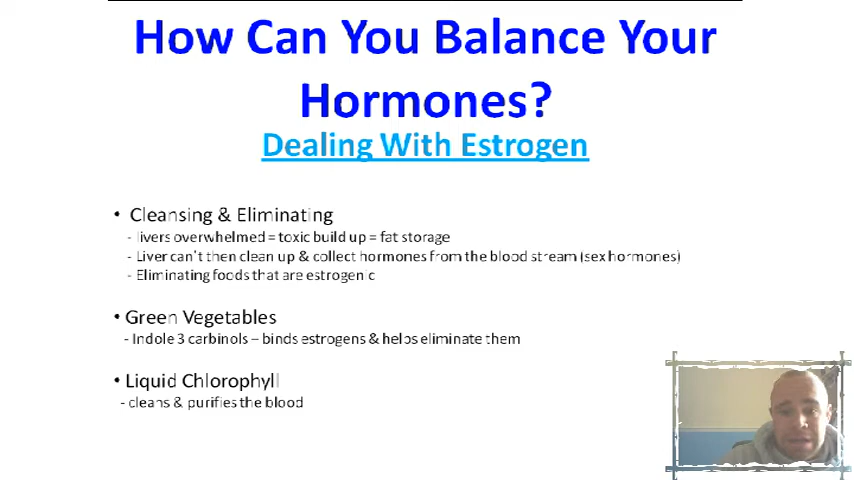 How Can You Balance Your
Hormones?
Dealing With Estrogen
• Cleansing & Eliminating
- livers overwhelmed = toxic build up = fat storage
- Liver can't then clean up & collect hormones from the blood stream (sex hormones)
- Eliminating foods that are estrogenic
• Green Vegetables
- Indole 3 carbinols – binds estrogens & helps eliminate them
• Liquid Chlorophyll
- cleans & purifies the blood